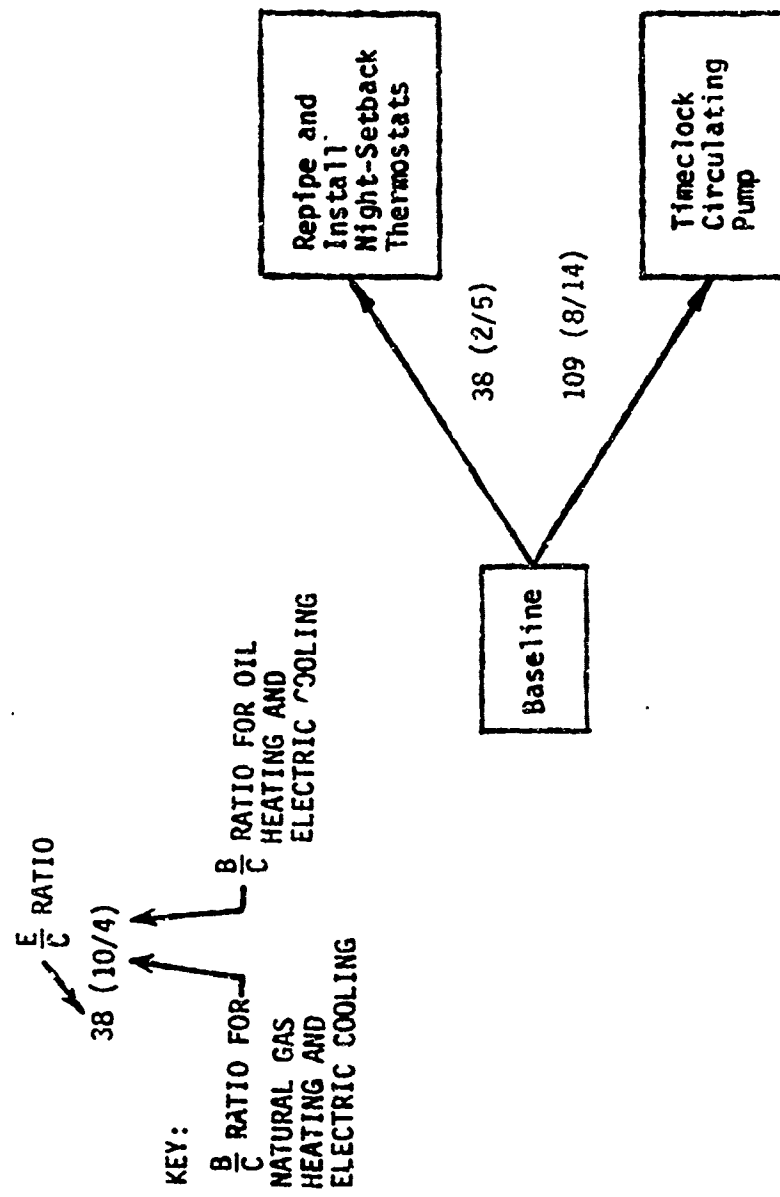 KEY:
E/C RATIO
38 (10/4)
B/C RATIO FOR
NATURAL GAS
HEATING AND
ELECTRIC COOLING
B/C RATIO FOR OIL
HEATING AND
ELECTRIC COOLING
Baseline
38 (2/5)
109 (8/14)
Repipe and
Install
Night-Setback
Thermostats
Timeclock
Circulating
Pump